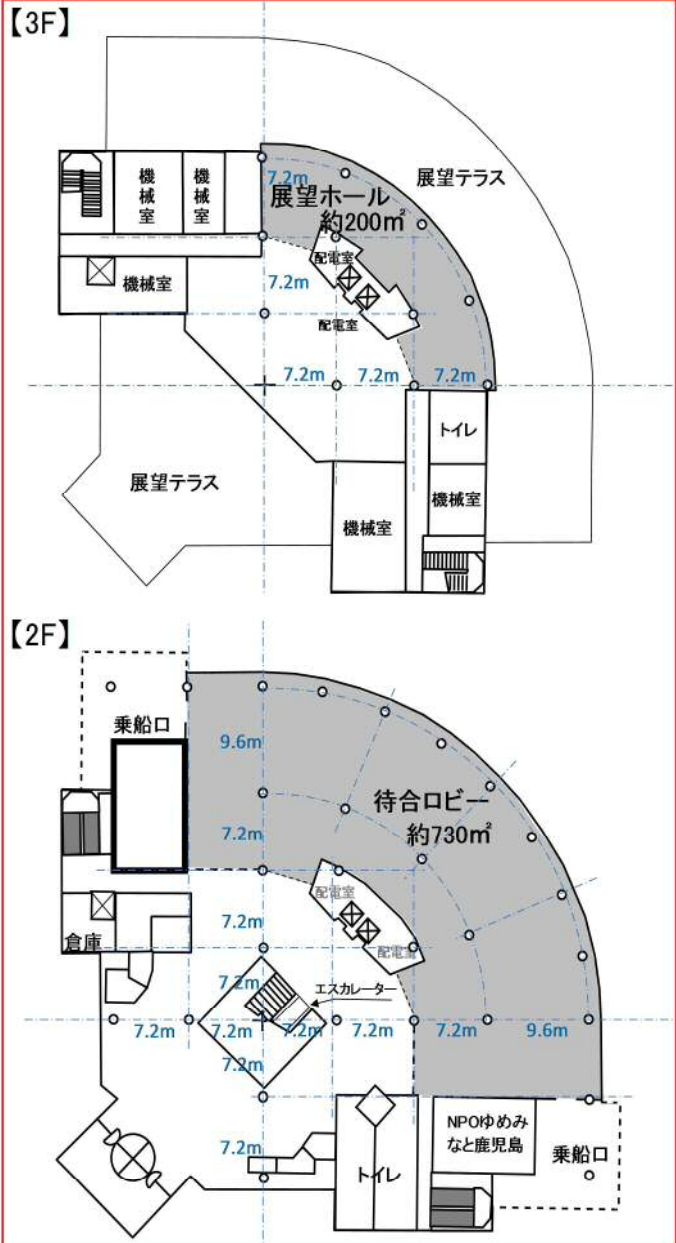 【3F】
機械室
機械室
7.2m
展望ホール
約200㎡
展望テラス
配電室
機械室
7.2m
配電室
7.2m
7.2m
7.2m
トイレ
展望テラス
機械室
機械室
【2F】
乗船口
9.6m
待合ロビー
約730㎡
7.2m
配電室
7.2m
倉庫
配電室
7.2m
エスカレーター
7.2m
7.2m
7.2m
7.2m
7.2m
9.6m
7.2m
NPOゆめみ
なと鹿児島
7.2m
トイレ
乗船口